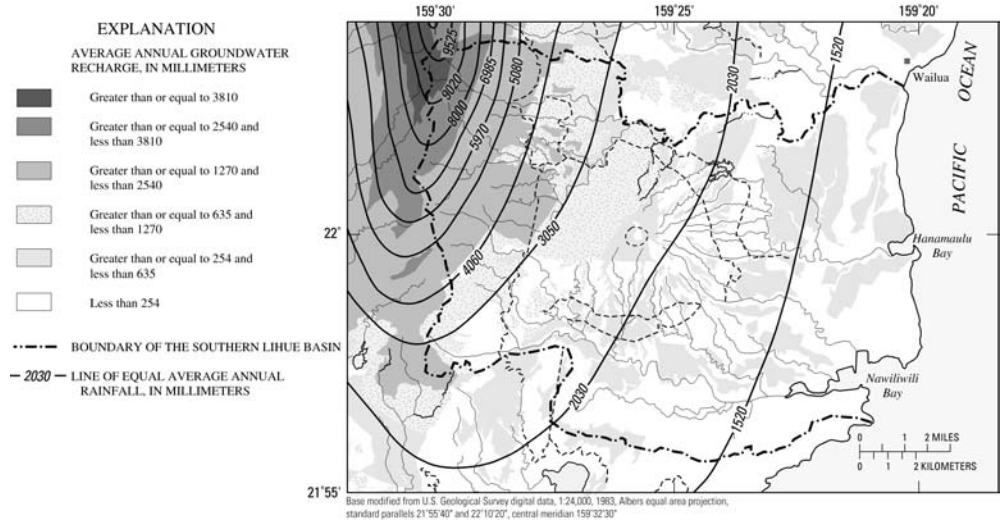 EXPLANATION
AVERAGE ANNUAL GROUNDWATER
RECHARGE, IN MILLIMETERS
Greater than or equal to 3810
Greater than or equal to 2540 and
less than 3810
Greater than or equal to 1270 and
less than 2540
Greater than or equal to 635 and
less than 1270
Greater than or equal to 254 and
less than 635
Less than 254
BOUNDARY OF THE SOUTHERN LIHUE BASIN
2030
LINE OF EQUAL AVERAGE ANNUAL
RAINFALL, IN MILLIMETERS
159°30'
159°25'
159°20'
22°
21°55'
9525
9020
8000
6985
5970
5080
4060
3050
2030
1520
2030
1520
Wailua
PACIFIC
OCEAN
Hanamaulu
Bay
Nawiliwili
Bay
0 1 2 MILES
0 1 2 KILOMETERS
Base modified from U.S. Geological Survey digital data, 1:24,000, 1983, Albers equal area projection,
standard parallels 21°55'40" and 22°10'20", central meridian 159°32'30"